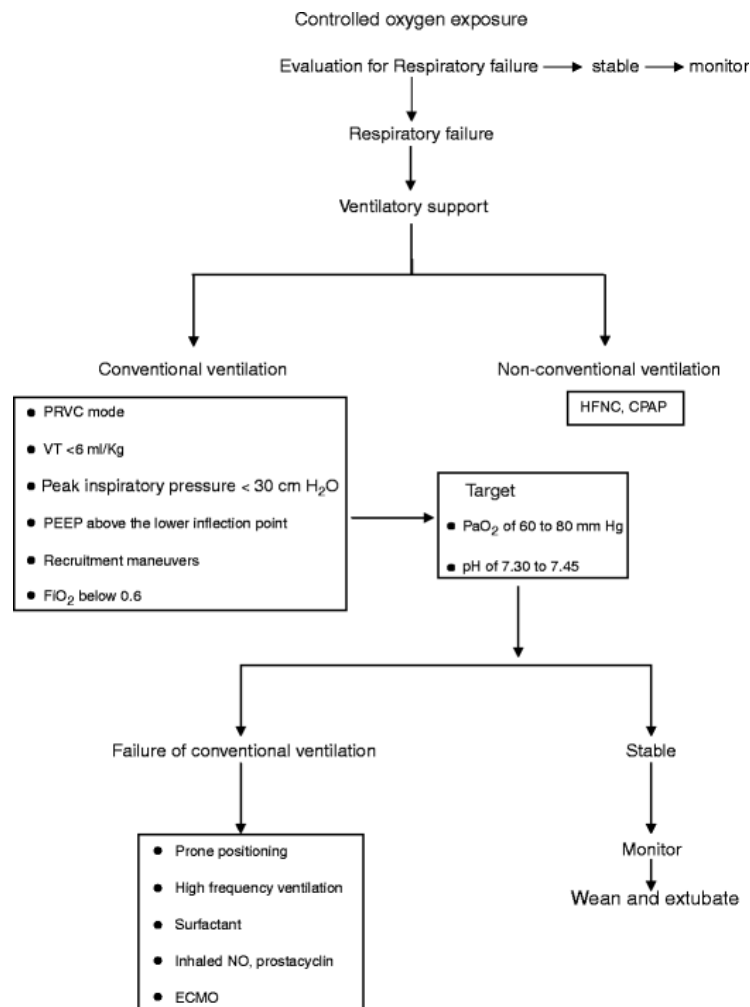 Controlled oxygen exposure
Evaluation for Respiratory failure stable monitor
Respiratory failure
Ventilatory support
Conventional ventilation
Non-conventional ventilation
HFNC, CPAP
● PRVC mode
● VT <6 ml/Kg
● Peak inspiratory pressure < 30 cm H₂O
● PEEP above the lower inflection point
● Recruitment maneuvers
● FiO₂ below 0.6
Target
● PaO₂ of 60 to 80 mm Hg
● pH of 7.30 to 7.45
Failure of conventional ventilation
● Prone positioning
● High frequency ventilation
● Surfactant
● Inhaled NO, prostacyclin
● ECMO
Stable
Monitor
Wean and extubate